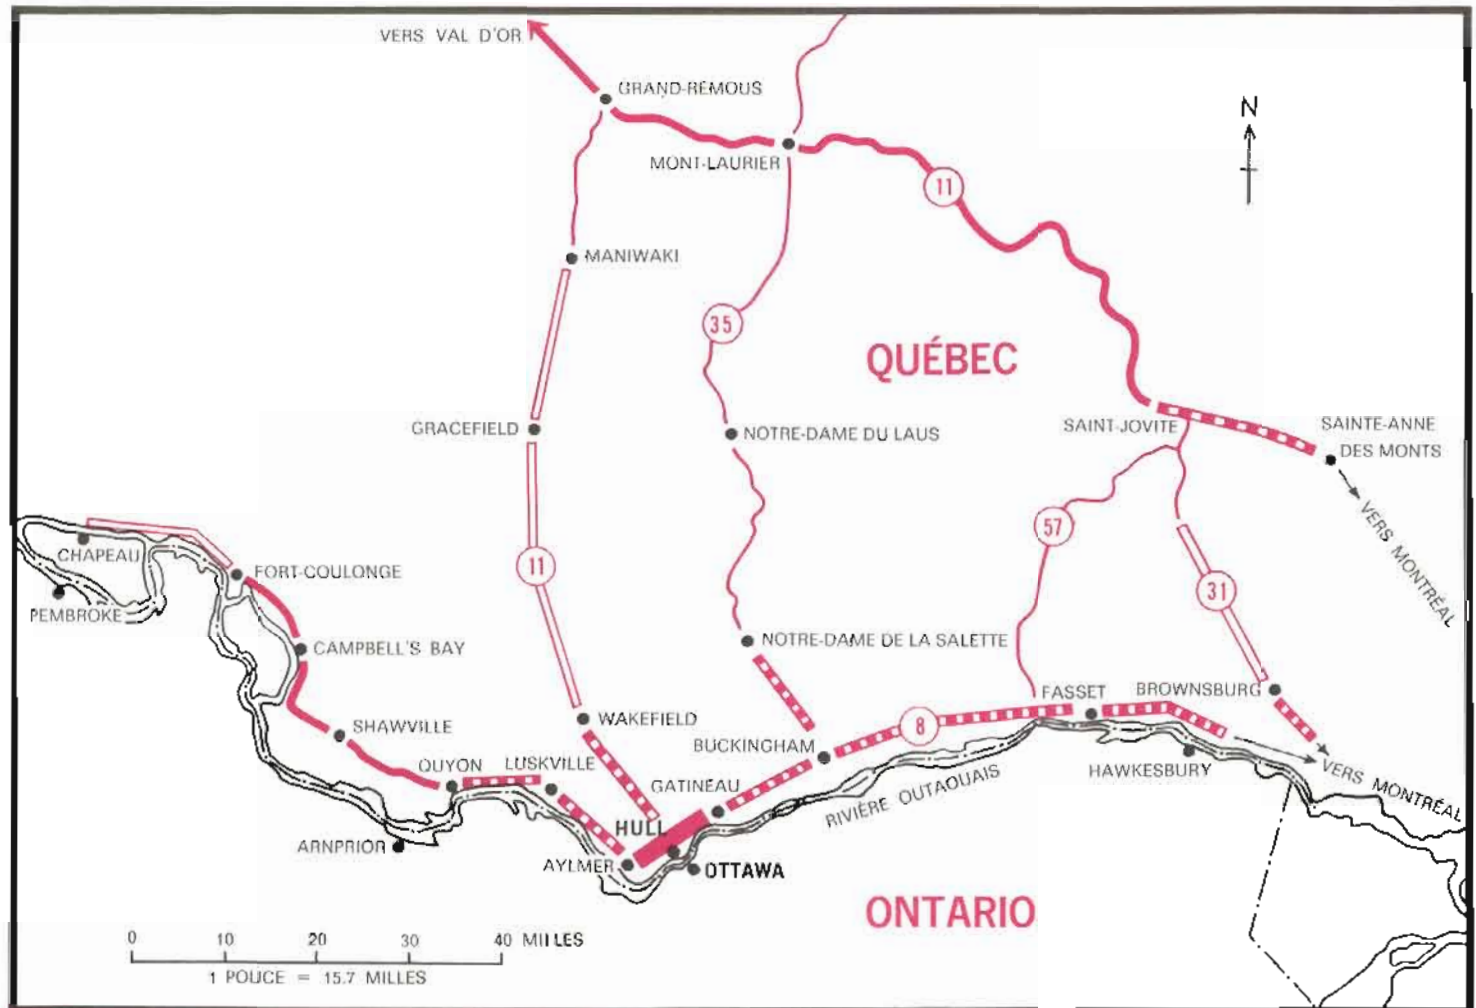 VERS VAL D'OR
GRAND-REMOUS
N
MONT-LAURIER
11
MANIWAKI
35
QUÉBEC
GRACEFIELD
NOTRE-DAME DU LAUS
SAINT-JOVITE
SAINTE-ANNE
DES MONTS
VERS MONTRÉAL
57
CHAPEAU
FORT-COULONGE
11
31
PEMBROKE
CAMPBELL'S BAY
NOTRE-DAME DE LA SALETTE
FASSET
BROWNSBURG
SHAWVILLE
WAKEFIELD
8
BUCKINGHAM
QUYON
LUSKVILLE
GATINEAU
HAWKESBURY
VERS MONTRÉAL
RIVIÈRE OUTAOUAIS
HULL
ARNPRIOR
AYLMER
OTTAWA
ONTARIO
0 10 20 30 40 MILLES
1 POUCE = 15.7 MILLES